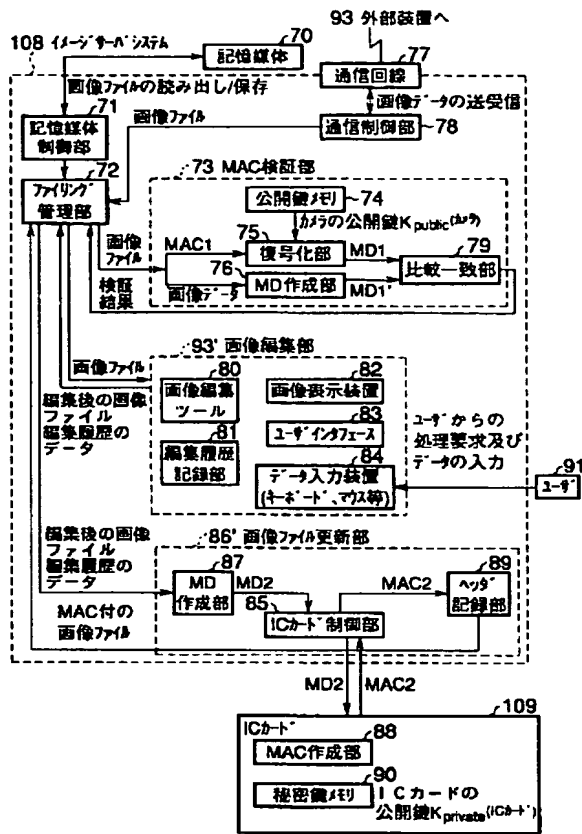 93 外部装置へ
108 イメージサーバシステム
記憶媒体
70
77
通信回線
画像ファイルの読み出し/保存
画像データの送受信
71
記憶媒体
制御部
画像ファイル
通信制御部
78
72
ファイリング
管理部
73 MAC検証部
公開鍵メモリ
74
カメラの公開鍵Kpublic(カメラ)
75
画像
ファイル
MAC1
復号化部
MD1
79
比較一致部
76
画像データ
MD作成部
MD1'
検証
結果
93' 画像編集部
画像ファイル
80
画像編集
ツール
82
画像表示装置
編集後の画像
ファイル
編集履歴の
データ
81
編集履歴
記録部
83
ユーザインタフェース
84
データ入力装置
(キーボード、マウス等)
ユーザからの
処理要求及び
データの入力
91
ユーザ
編集後の画像
ファイル
編集履歴の
データ
86' 画像ファイル更新部
87
MD
作成部
MD2
MAC2
89
ヘッダ
記録部
85
ICカード制御部
MAC付の
画像ファイル
MD2
MAC2
109
ICカード
88
MAC作成部
90
秘密鍵メモリ
ICカードの
公開鍵Kprivate(ICカード)